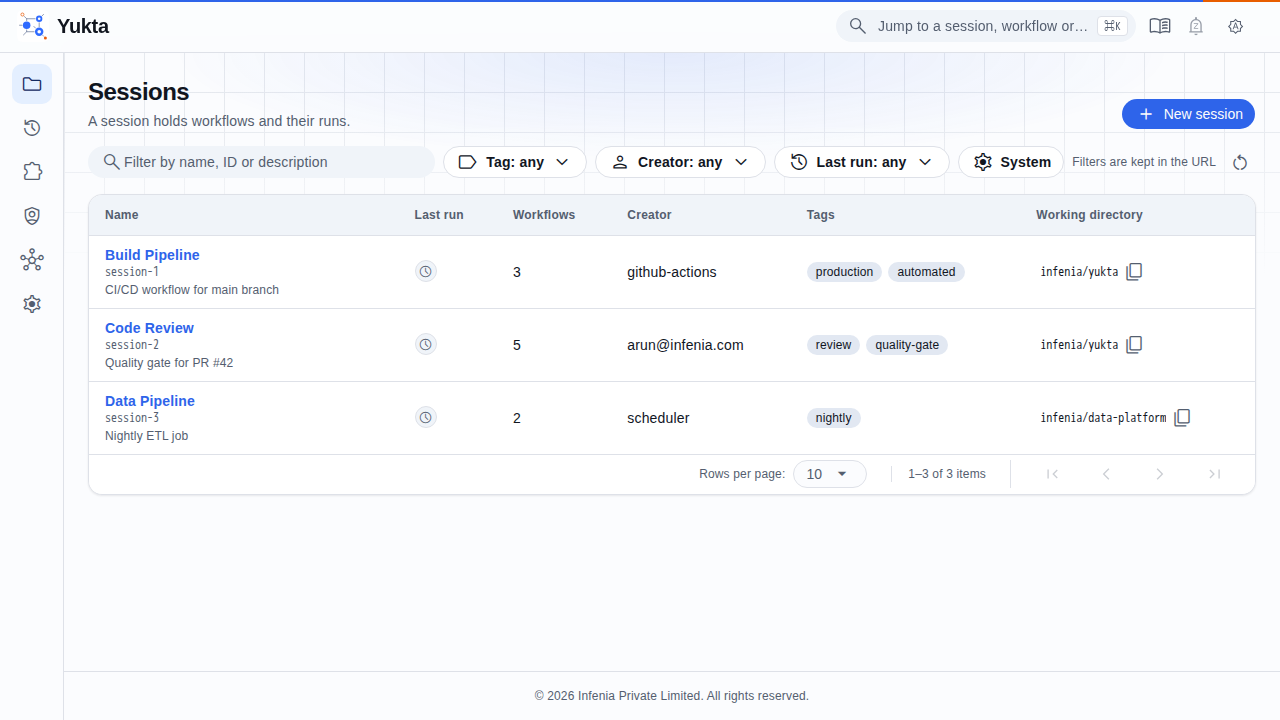 Yukta
Jump to a session, workflow or… ⌘K
Sessions
A session holds workflows and their runs.
New session
Filter by name, ID or description
Tag: any
Creator: any
Last run: any
System
Filters are kept in the URL
Name Last run Workflows Creator Tags Working directory
Build Pipeline
session-1
CI/CD workflow for main branch
3 github-actions production automated infenia/yukta
Code Review
session-2
Quality gate for PR #42
5 arun@infenia.com review quality-gate infenia/yukta
Data Pipeline
session-3
Nightly ETL job
2 scheduler nightly infenia/data-platform
Rows per page: 10 1–3 of 3 items
© 2026 Infenia Private Limited. All rights reserved.